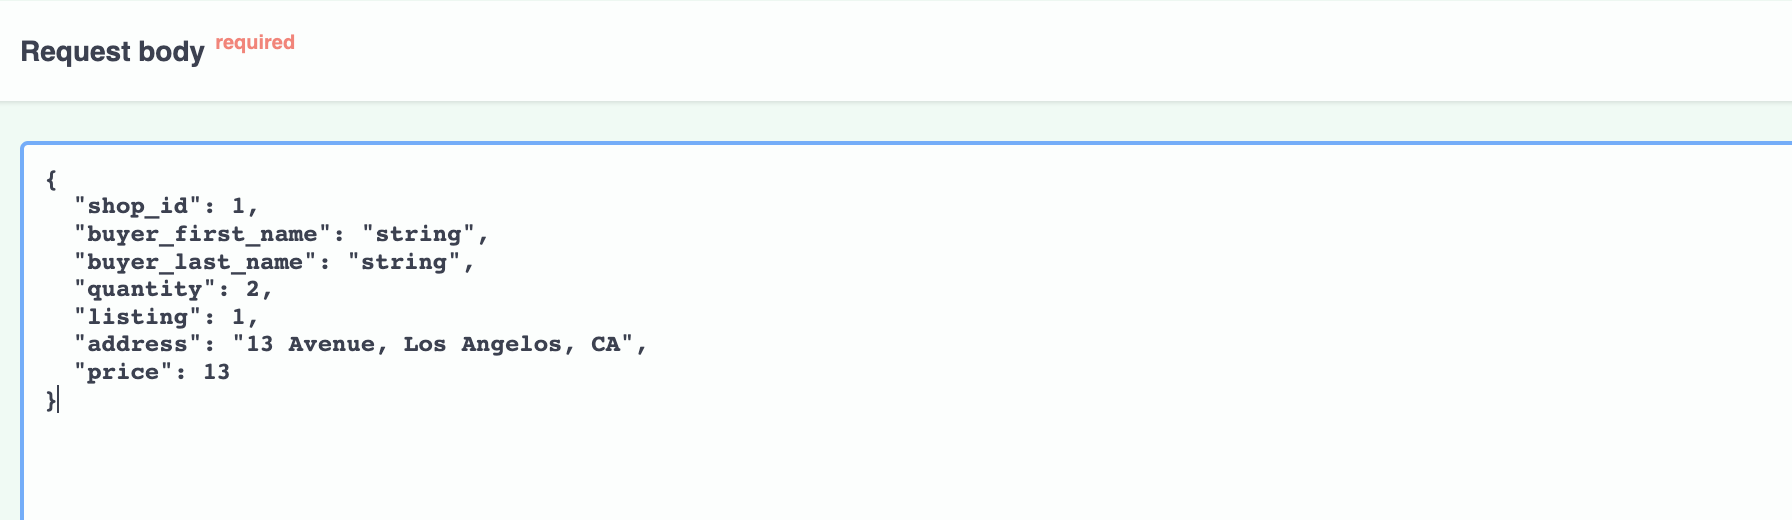 Request body required
{
  "shop_id": 1,
  "buyer_first_name": "string",
  "buyer_last_name": "string",
  "quantity": 2,
  "listing": 1,
  "address": "13 Avenue, Los Angelos, CA",
  "price": 13
}